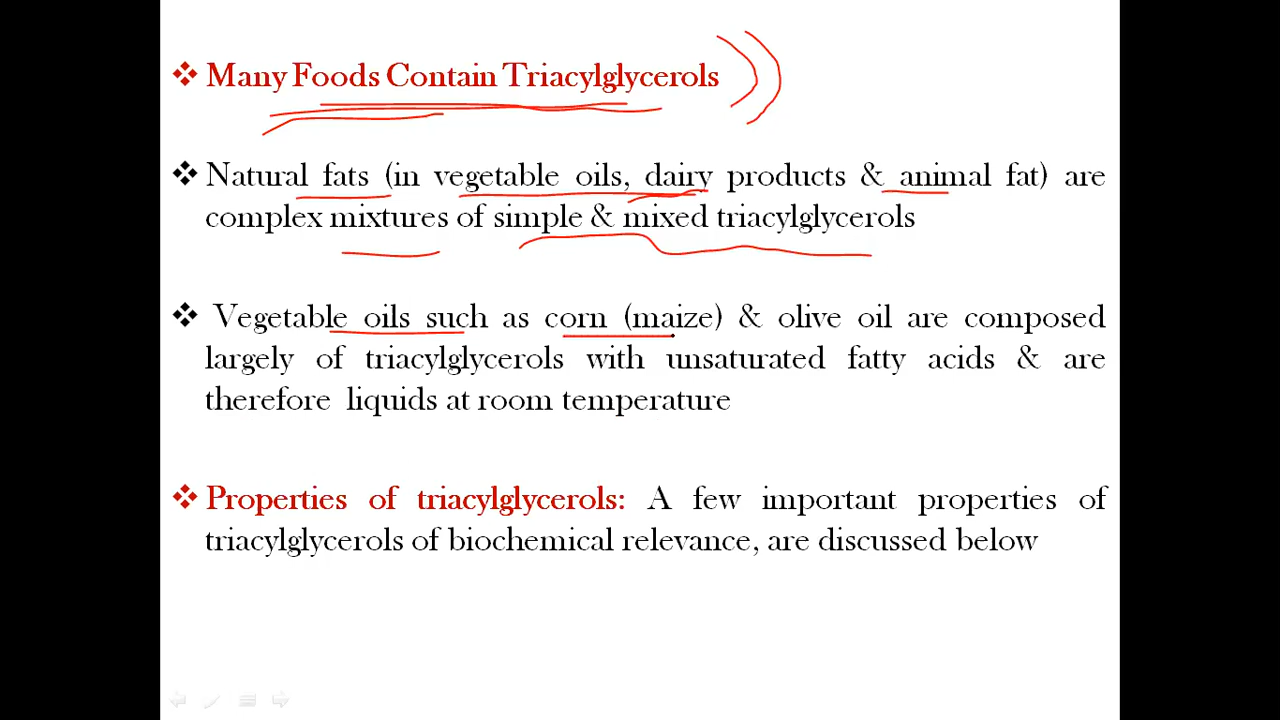 ❖ Many Foods Contain Triacylglycerols
❖ Natural fats (in vegetable oils, dairy products & animal fat) are
complex mixtures of simple & mixed triacylglycerols
❖ Vegetable oils such as corn (maize) & olive oil are composed
largely of triacylglycerols with unsaturated fatty acids & are
therefore liquids at room temperature
❖ Properties of triacylglycerols: A few important properties of
triacylglycerols of biochemical relevance, are discussed below